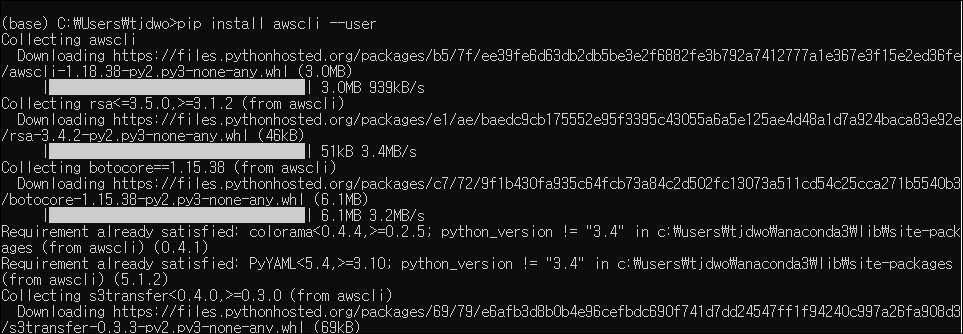 (base) C:₩Users₩tjdwo>pip install awscli --user
Collecting awscli
  Downloading https://files.pythonhosted.org/packages/b5/7f/ee39fe6d63db2db5be3e2f6882fe3b792a7412777a1e367e3f15e2ed36fe
/awscli-1.18.38-py2.py3-none-any.whl (3.0MB)
     |████████████████████████████████| 3.0MB 939kB/s
Collecting rsa<=3.5.0,>=3.1.2 (from awscli)
  Downloading https://files.pythonhosted.org/packages/e1/ae/baedc9cb175552e95f3395c43055a6a5e125ae4d48a1d7a924baca83e92e
/rsa-3.4.2-py2.py3-none-any.whl (46kB)
     |████████████████████████████████| 51kB 3.4MB/s
Collecting botocore==1.15.38 (from awscli)
  Downloading https://files.pythonhosted.org/packages/c7/72/9f1b430fa935c64fcb73a84c2d502fc13073a511cd54c25cca271b5540b3
/botocore-1.15.38-py2.py3-none-any.whl (6.1MB)
     |████████████████████████████████| 6.1MB 3.2MB/s
Requirement already satisfied: colorama<0.4.4,>=0.2.5; python_version != "3.4" in c:₩users₩tjdwo₩anaconda3₩lib₩site-pack
ages (from awscli) (0.4.1)
Requirement already satisfied: PyYAML<5.4,>=3.10; python_version != "3.4" in c:₩users₩tjdwo₩anaconda3₩lib₩site-packages
(from awscli) (5.1.2)
Collecting s3transfer<0.4.0,>=0.3.0 (from awscli)
  Downloading https://files.pythonhosted.org/packages/69/79/e6afb3d8b0b4e96cefbdc690f741d7dd24547ff1f94240c997a26fa908d3
/s3transfer-0.3.3-py2.py3-none-any.whl (69kB)